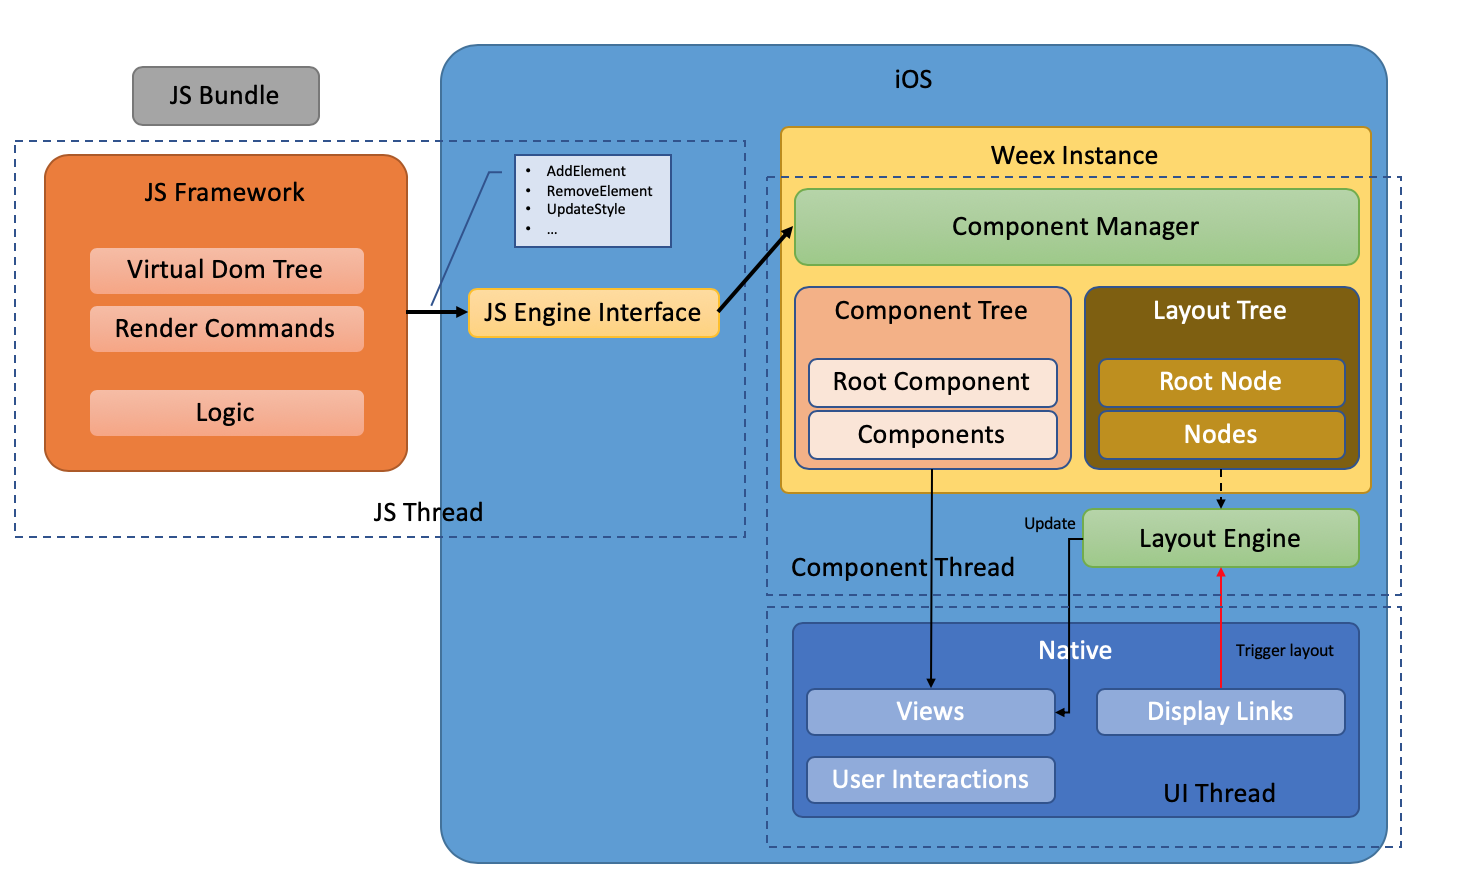 iOS
JS Bundle
JS Framework
Virtual Dom Tree
Render Commands
Logic
JS Thread
• AddElement
• RemoveElement
• UpdateStyle
• ...
JS Engine Interface
Weex Instance
Component Manager
Component Tree
Root Component
Components
Layout Tree
Root Node
Nodes
Update
Layout Engine
Component Thread
Native
Trigger layout
Views
Display Links
User Interactions
UI Thread